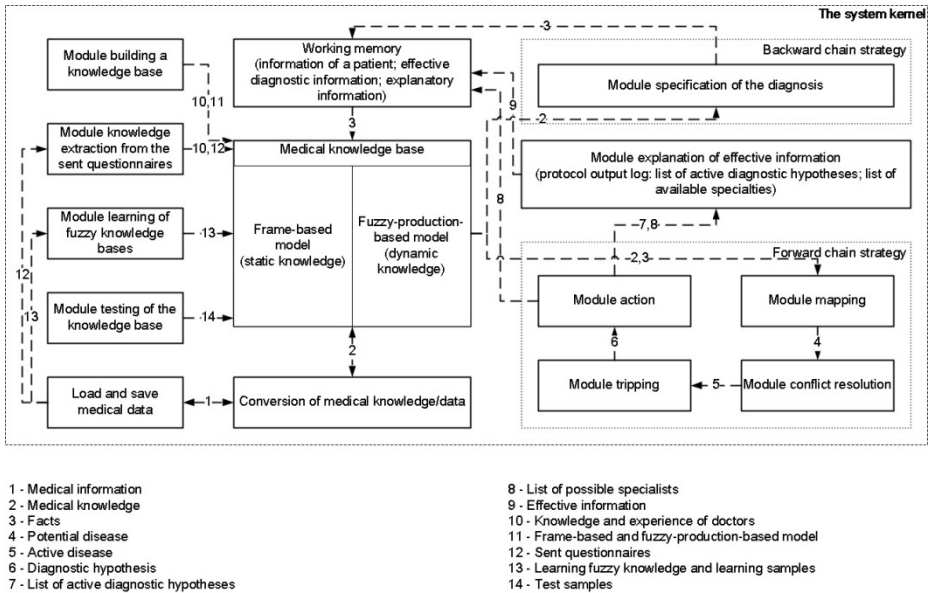 The system kernel
Module building a
knowledge base
Working memory
(information of a patient; effective
diagnostic information; explanatory
information)
3
Backward chain strategy
Module specification of the diagnosis
10,11
9
2
3
Module knowledge
extraction from the
sent questionnaires
10,12
Medical knowledge base
Module explanation of effective information
(protocol output log: list of active diagnostic hypotheses; list of
available specialties)
8
7,8
Module learning of
fuzzy knowledge
bases
13
Frame-based
model
(static knowledge)
Fuzzy-production-
based model
(dynamic
knowledge)
Forward chain strategy
2,3
12
13
Module testing of the
knowledge base
14
Module action
Module mapping
6
4
2
Load and save
medical data
1
Conversion of medical knowledge/data
Module tripping
5
Module conflict resolution
1 - Medical information
2 - Medical knowledge
3 - Facts
4 - Potential disease
5 - Active disease
6 - Diagnostic hypothesis
7 - List of active diagnostic hypotheses
8 - List of possible specialists
9 - Effective information
10 - Knowledge and experience of doctors
11 - Frame-based and fuzzy-production-based model
12 - Sent questionnaires
13 - Learning fuzzy knowledge and learning samples
14 - Test samples